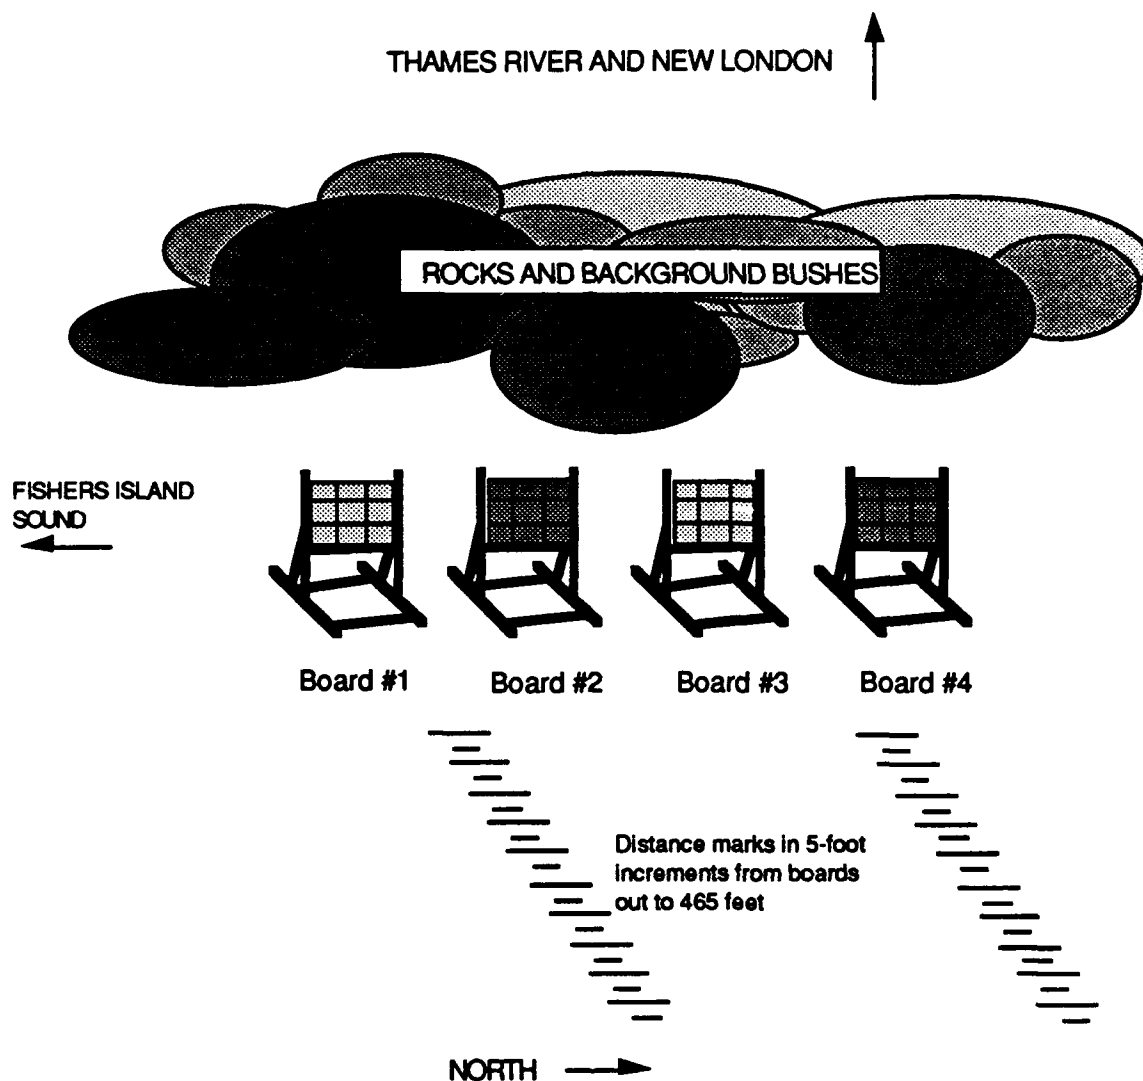 THAMES RIVER AND NEW LONDON
ROCKS AND BACKGROUND BUSHES
FISHERS ISLAND
SOUND
Board #1
Board #2
Board #3
Board #4
Distance marks in 5-foot
increments from boards
out to 465 feet
NORTH